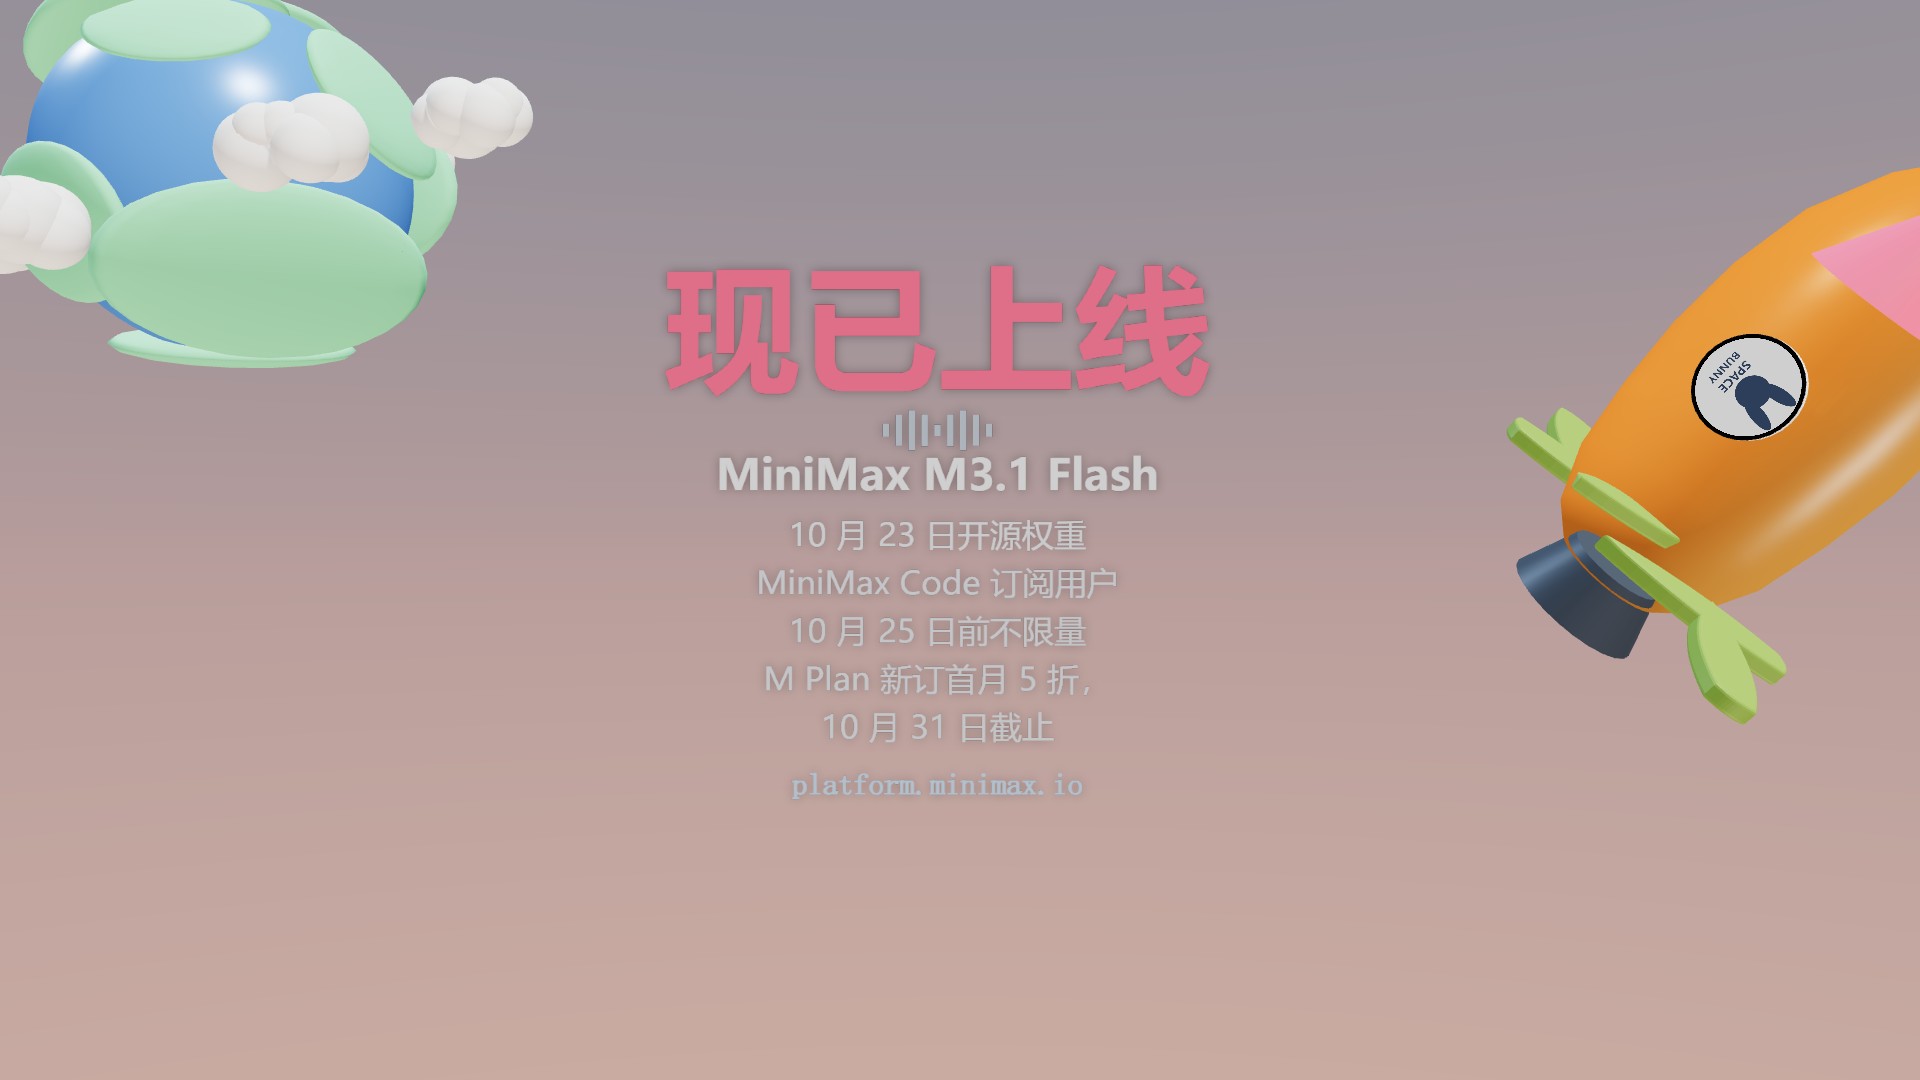 现已上线
MiniMax M3.1 Flash
10 月 23 日开源权重
MiniMax Code 订阅用户
10 月 25 日前不限量
M Plan 新订首月 5 折，
10 月 31 日截止
platform.minimax.io
SPACE
BUNNY